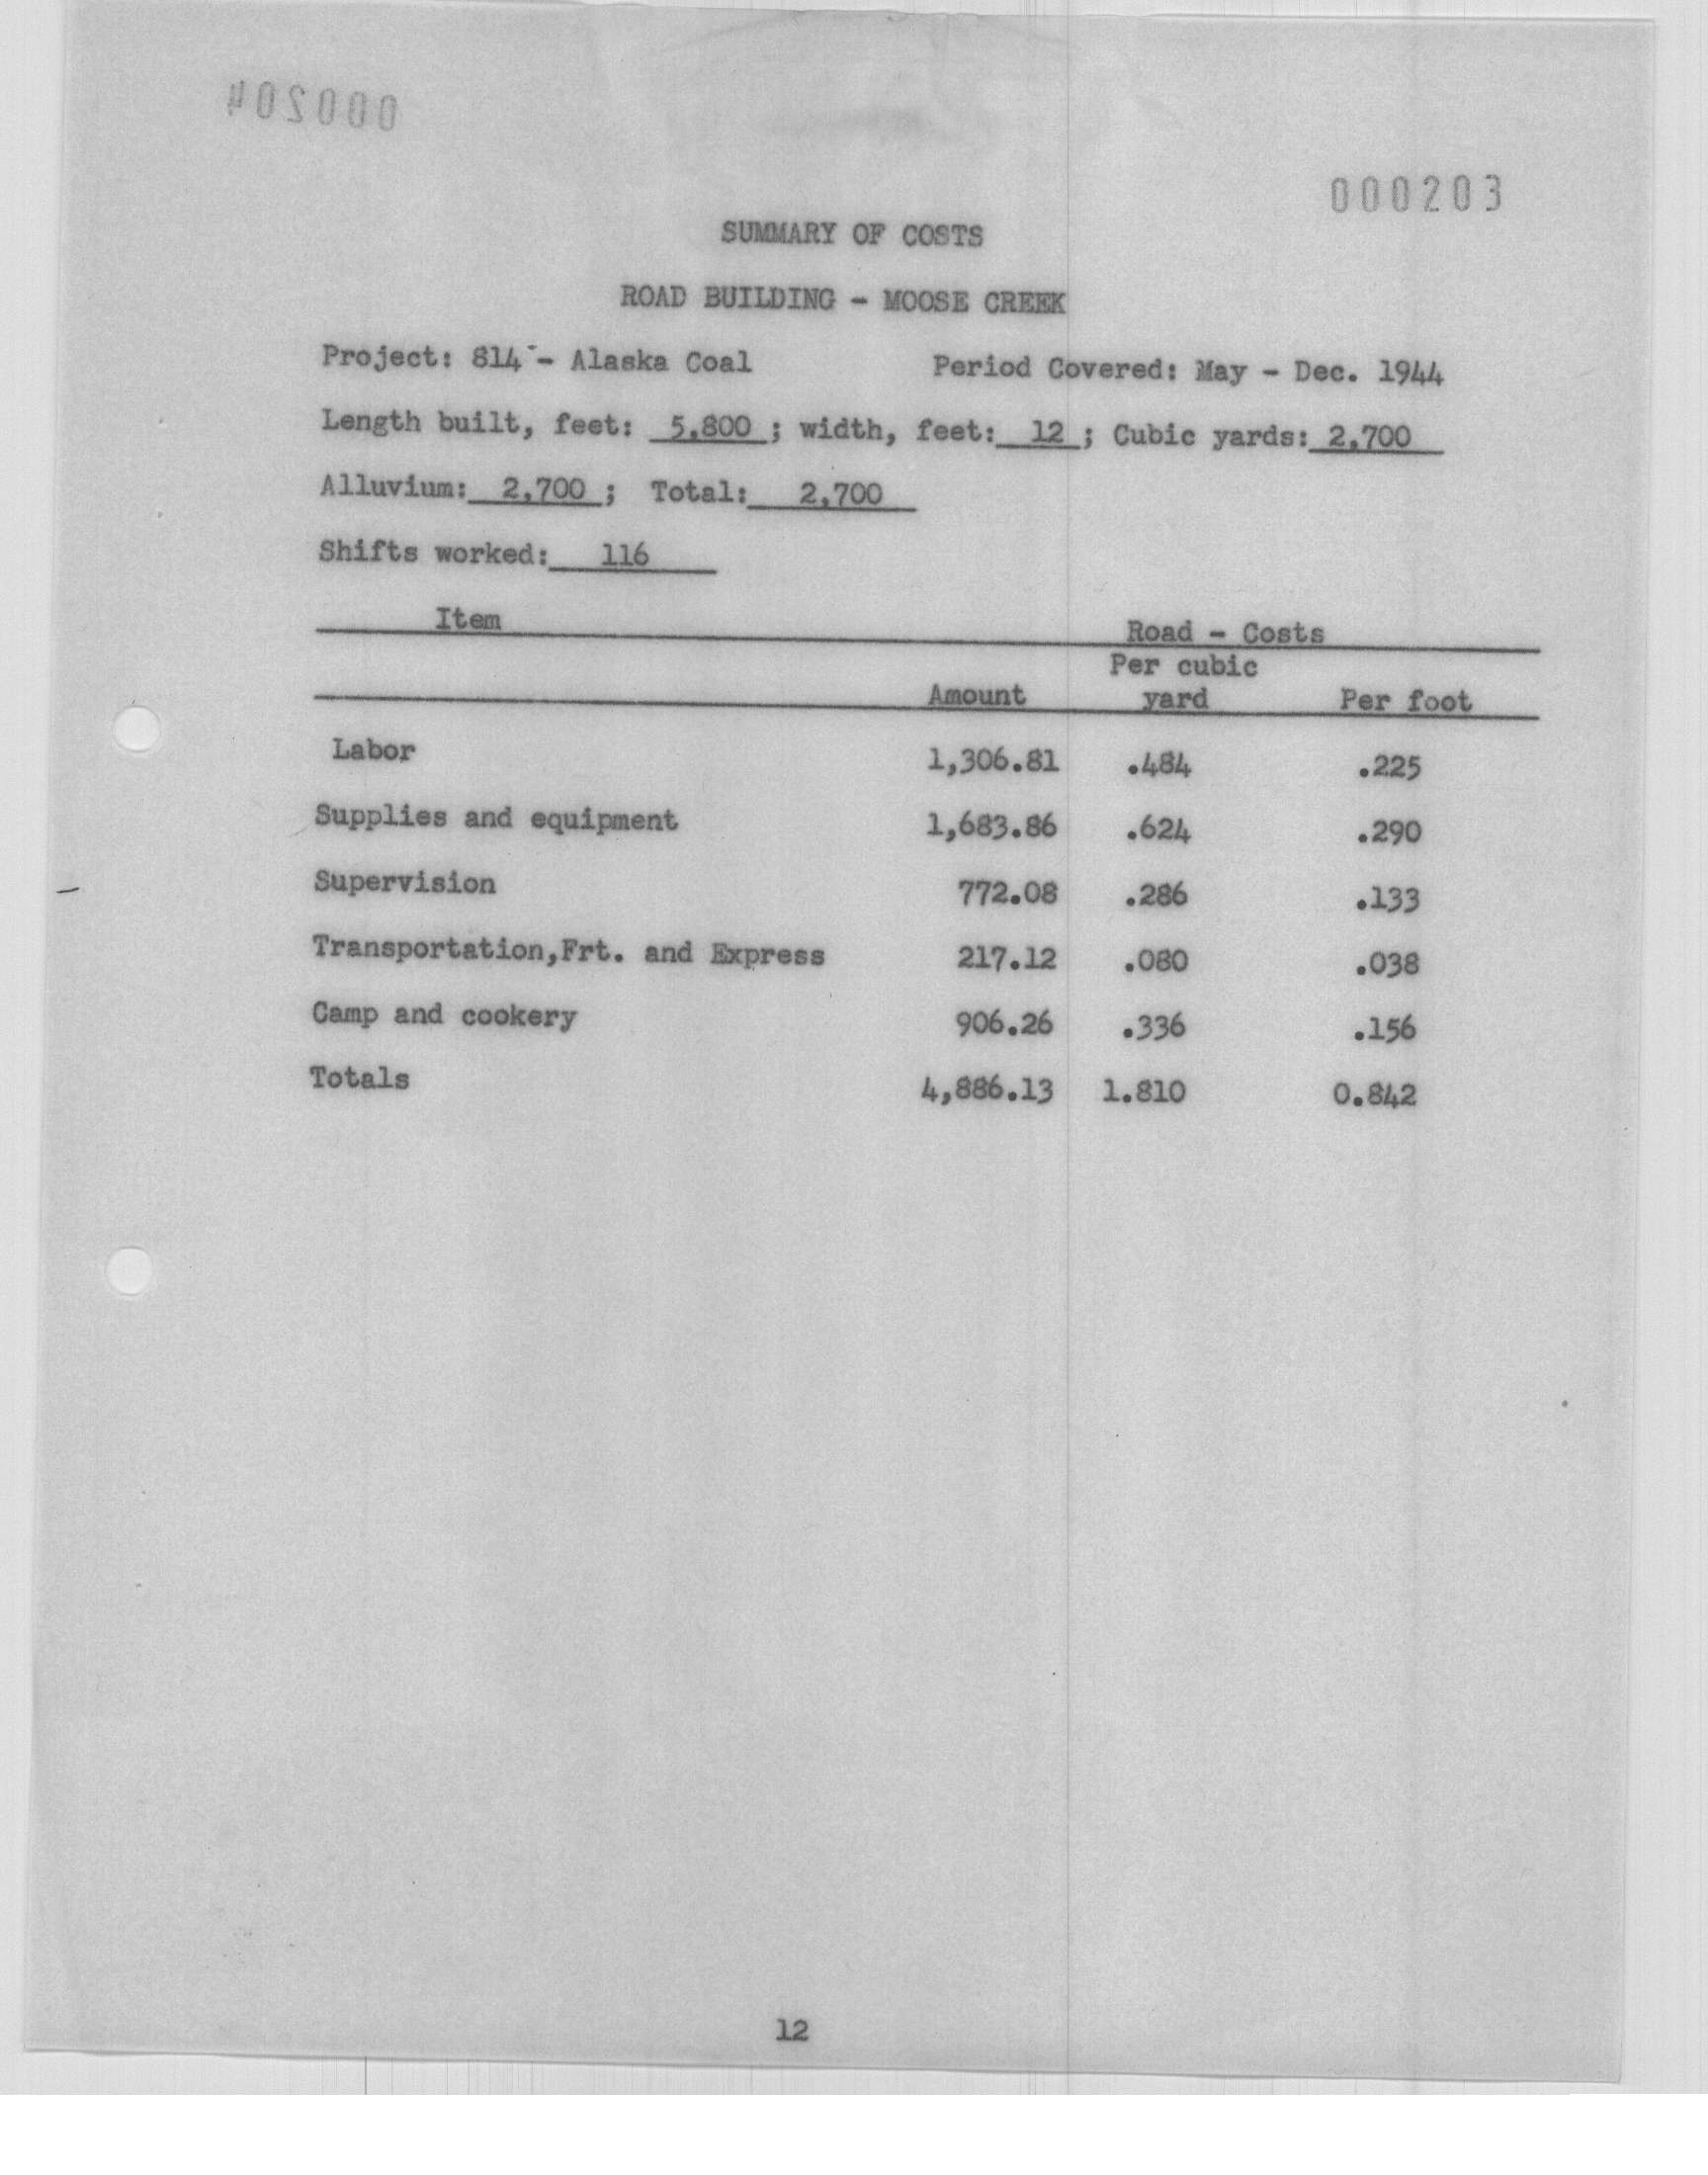 000204
000203
SUMMARY OF COSTS
ROAD BUILDING - MOOSE CREEK
Project: 814 - Alaska Coal Period Covered: May - Dec. 1944
Length built, feet: 5,800 ; width, feet: 12 ; Cubic yards: 2,700
Alluvium: 2,700 ; Total: 2,700
Shifts worked: 116
Item Road - Costs
Per cubic
Amount yard Per foot
Labor 1,306.81 .484 .225
Supplies and equipment 1,683.86 .624 .290
Supervision 772.08 .286 .133
Transportation,Frt. and Express 217.12 .080 .038
Camp and cookery 906.26 .336 .156
Totals 4,886.13 1.810 0.842
12